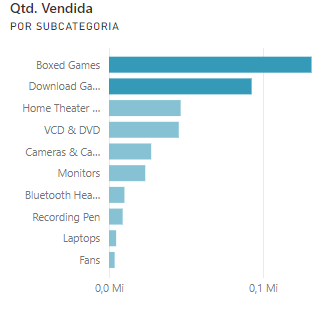 Qtd. Vendida
POR SUBCATEGORIA
Boxed Games
Download Ga...
Home Theater ...
VCD & DVD
Cameras & Ca...
Monitors
Bluetooth Hea...
Recording Pen
Laptops
Fans
0,0 Mi 0,1 Mi